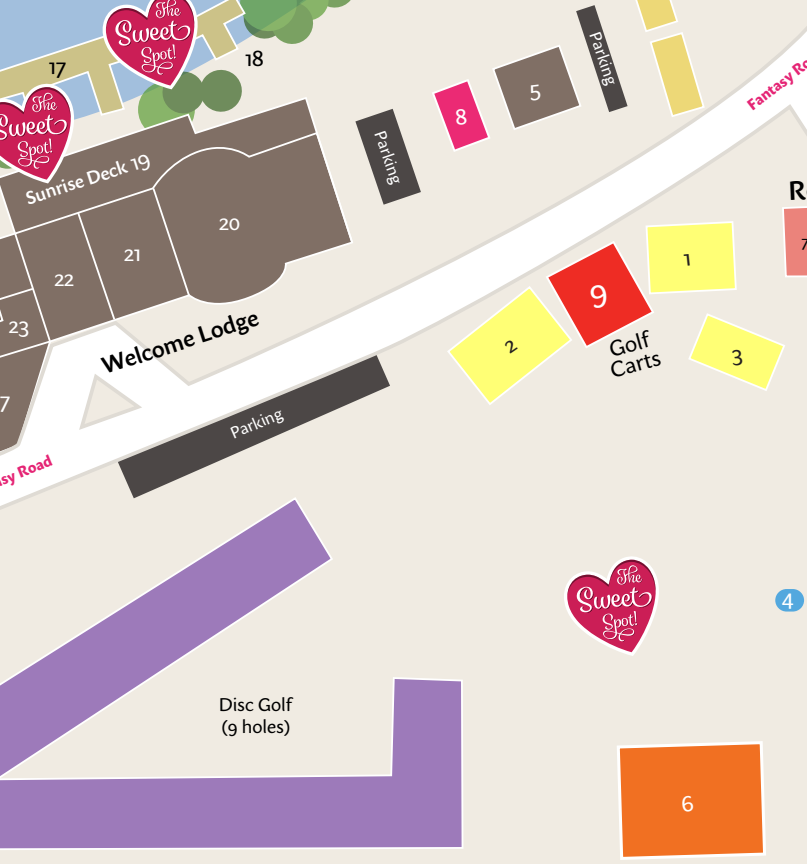 The
Sweet
Spot!
17
18
The
Sweet
Spot!
Parking
5
8
Fantasy Ro
Parking
Sunrise Deck 19
R
20
21
22
23
1
7
9
2
Golf
Carts
3
Welcome Lodge
7
Parking
sy Road
The
Sweet
Spot!
4
Disc Golf
(9 holes)
6